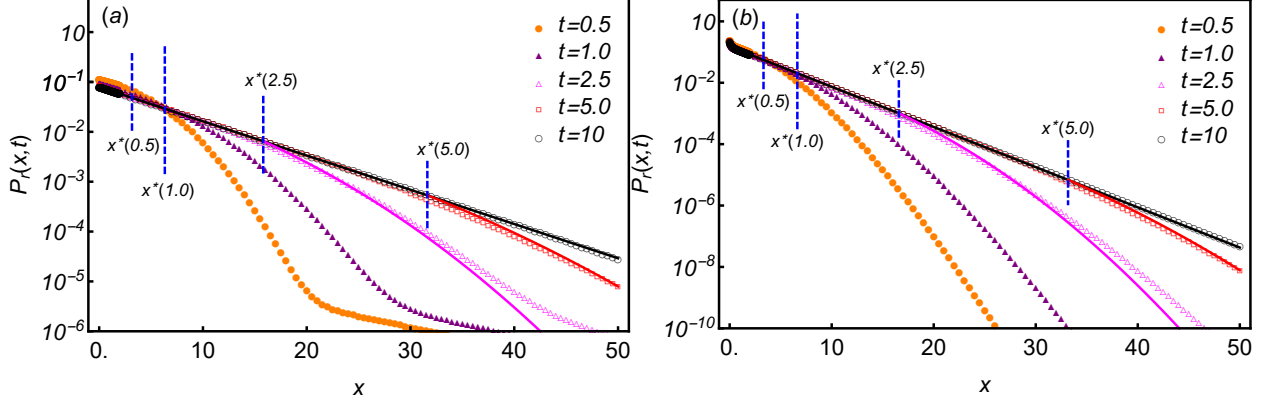 (a)
10
10⁻¹
10⁻²
10⁻³
10⁻⁴
10⁻⁵
10⁻⁶
Pᵣ(x,t)
0.
10
20
30
40
50
x
t=0.5
t=1.0
t=2.5
t=5.0
t=10
x*(0.5)
x*(1.0)
x*(2.5)
x*(5.0)
(b)
10
10⁻²
10⁻⁴
10⁻⁶
10⁻⁸
10⁻¹⁰
Pᵣ(x,t)
0.
10
20
30
40
50
x
t=0.5
t=1.0
t=2.5
t=5.0
t=10
x*(0.5)
x*(1.0)
x*(2.5)
x*(5.0)